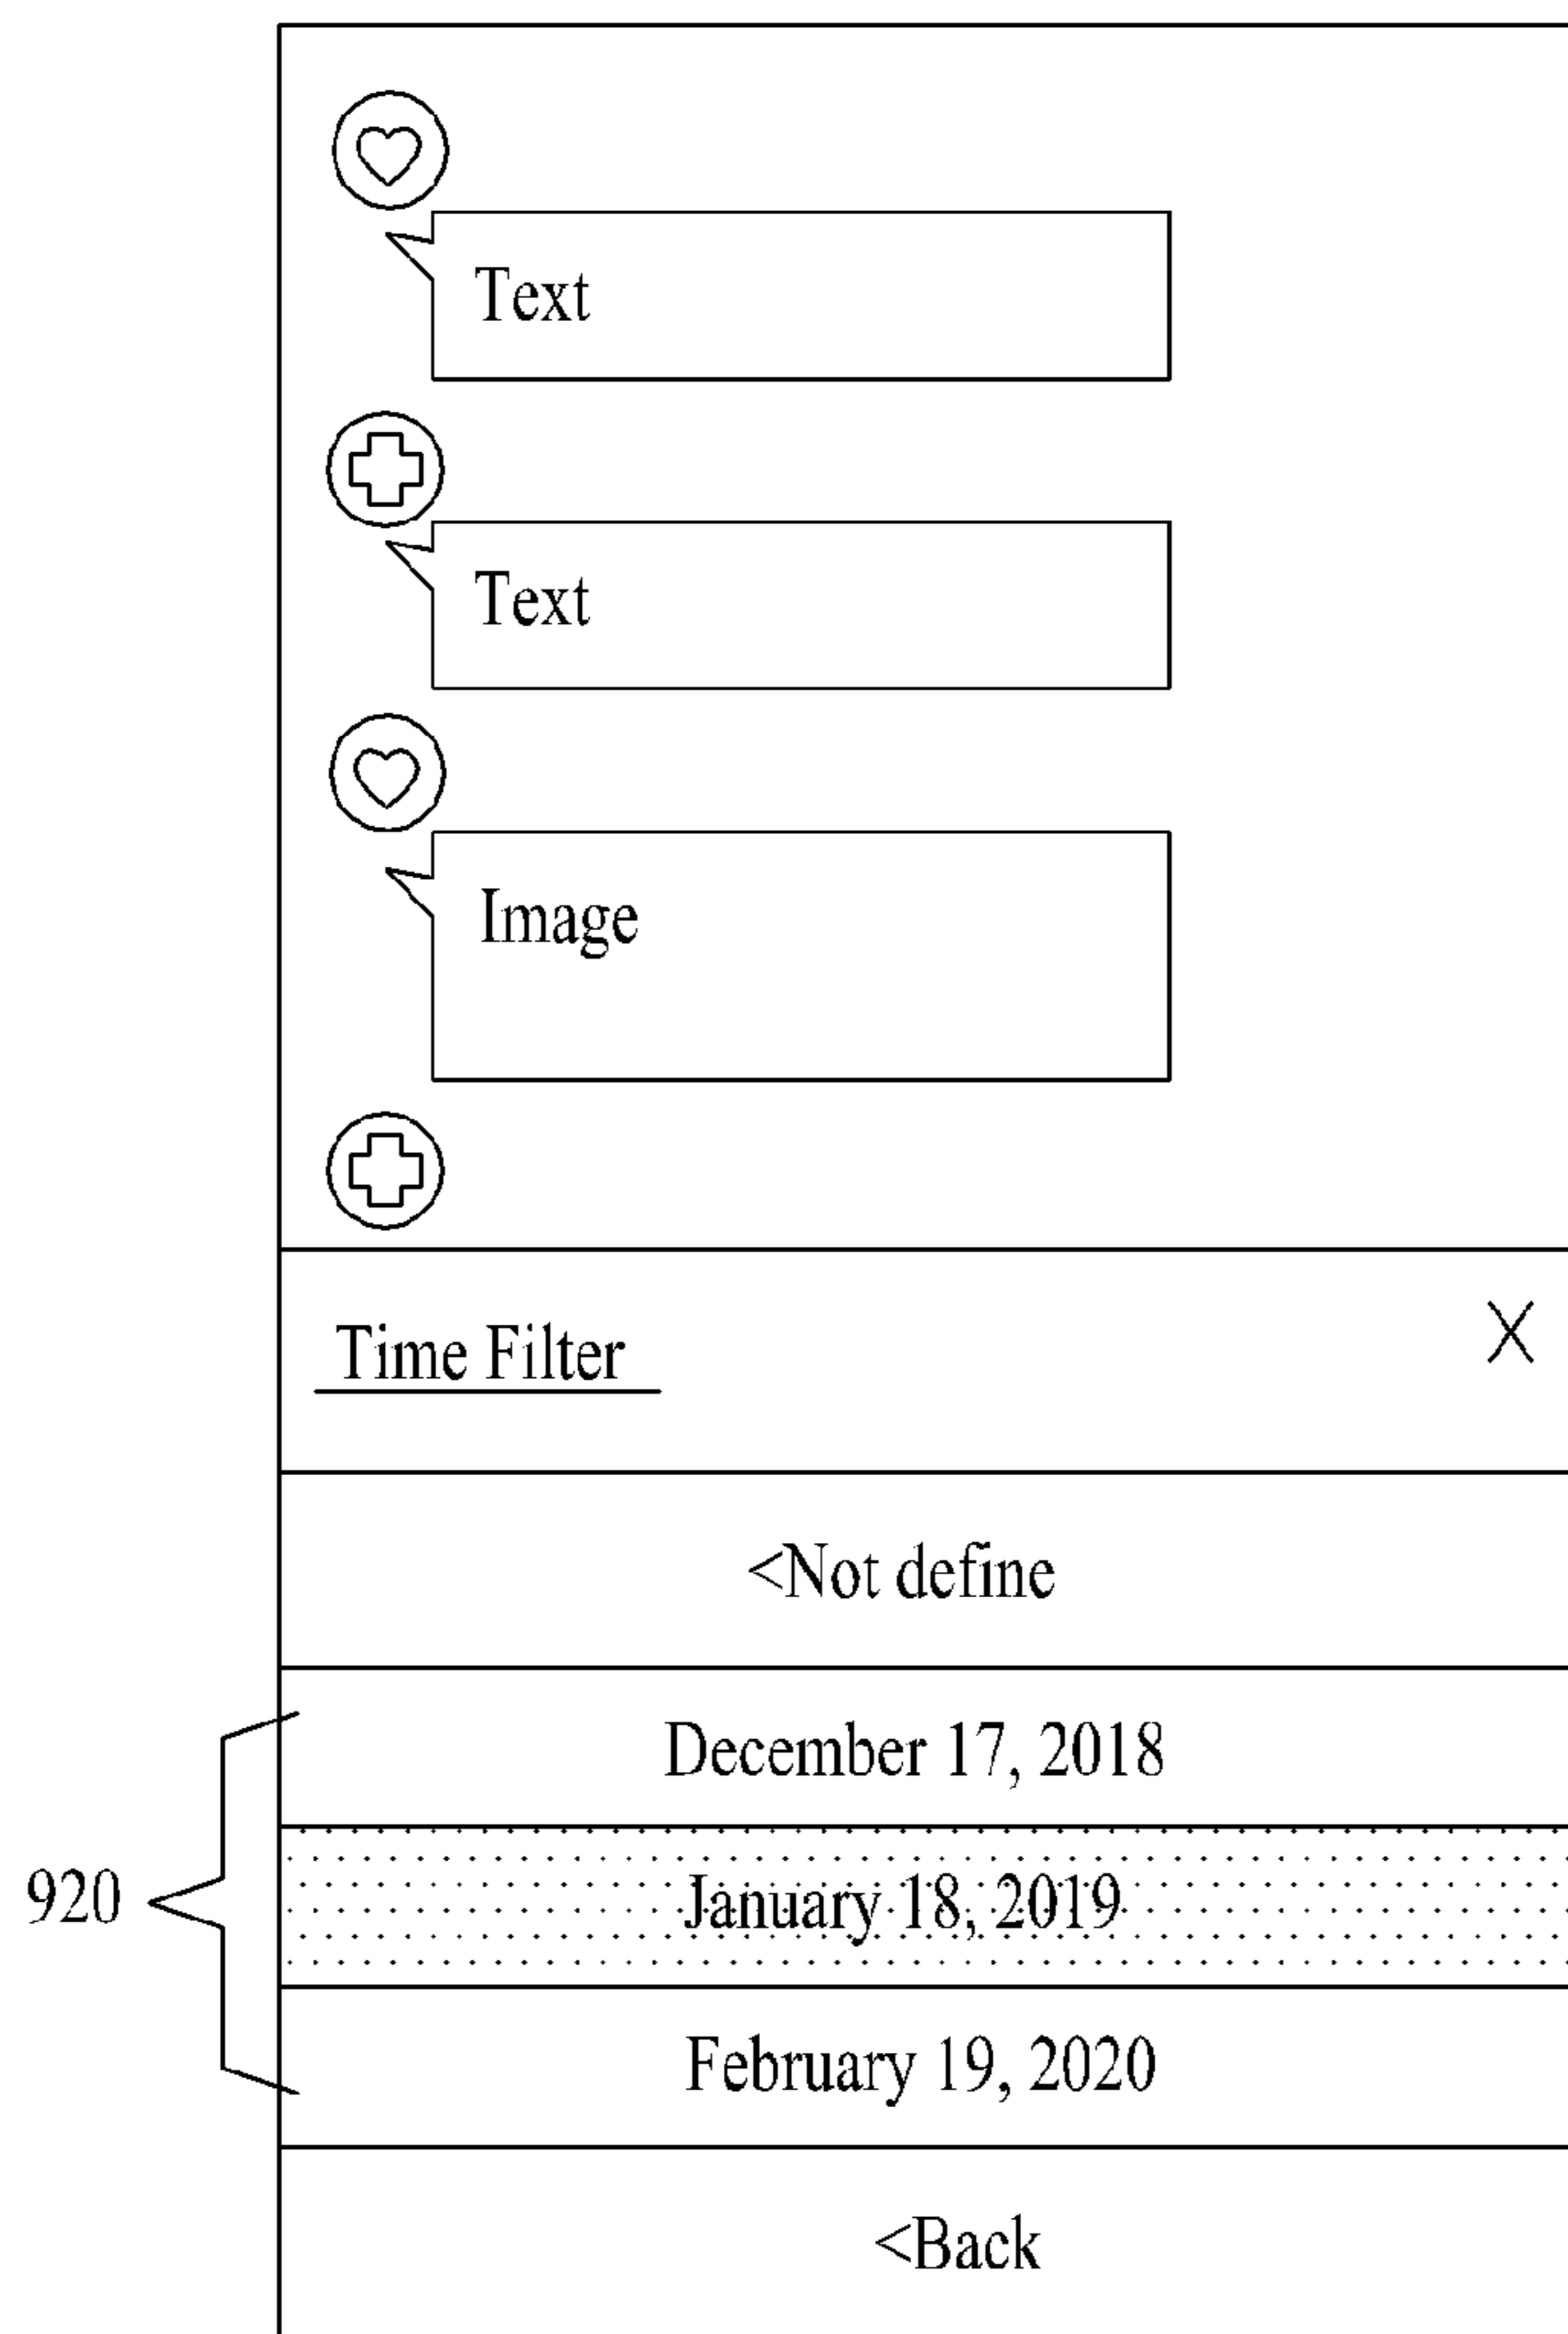 Text
Text
Image
Time Filter X
<Not define
December 17, 2018
January 18, 2019
920
February 19, 2020
<Back